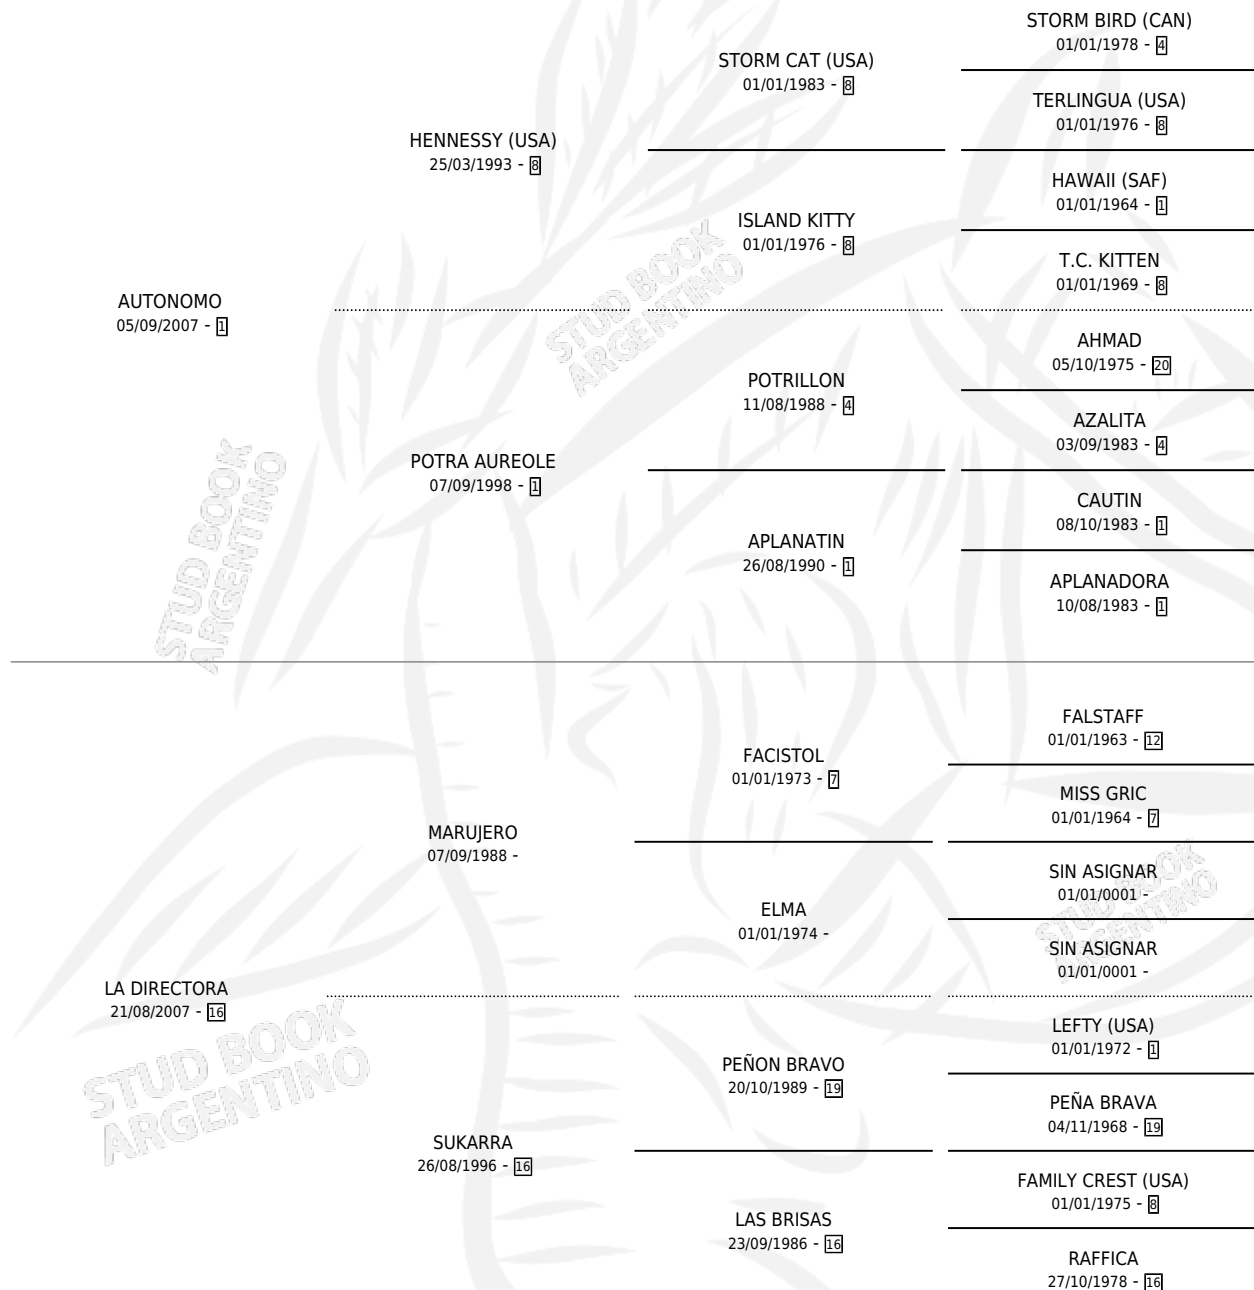 STORM BIRD (CAN)
01/01/1978 - 4
STORM CAT (USA)
01/01/1983 - 8
TERLINGUA (USA)
01/01/1976 - 8
HENNESSY (USA)
25/03/1993 - 8
HAWAII (SAF)
01/01/1964 - 1
ISLAND KITTY
01/01/1976 - 8
T.C. KITTEN
01/01/1969 - 8
AUTONOMO
05/09/2007 - 1
AHMAD
05/10/1975 - 20
POTRILLON
11/08/1988 - 4
AZALITA
03/09/1983 - 4
POTRA AUREOLE
07/09/1998 - 1
CAUTIN
08/10/1983 - 1
APLANATIN
26/08/1990 - 1
APLANADORA
10/08/1983 - 1
FALSTAFF
01/01/1963 - 12
FACISTOL
01/01/1973 - 7
MISS GRIC
01/01/1964 - 7
MARUJERO
07/09/1988 -
SIN ASIGNAR
01/01/0001 -
ELMA
01/01/1974 -
SIN ASIGNAR
01/01/0001 -
LA DIRECTORA
21/08/2007 - 16
LEFTY (USA)
01/01/1972 - 1
PEÑON BRAVO
20/10/1989 - 19
PEÑA BRAVA
04/11/1968 - 19
SUKARRA
26/08/1996 - 16
FAMILY CREST (USA)
01/01/1975 - 8
LAS BRISAS
23/09/1986 - 16
RAFFICA
27/10/1978 - 16
STUD BOOK
ARGENTINO
STUD BOOK
ARGENTINO
STUD BOOK
ARGENTINO
STUD BOOK
ARGENTINO